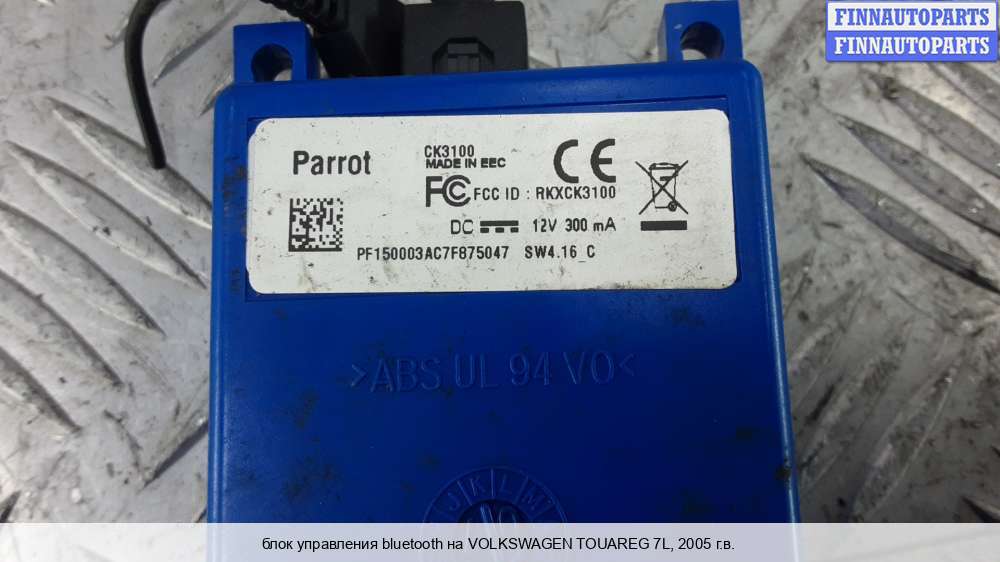 FINNAUTOPARTS
FINNAUTOPARTS
Parrot
CK3100
MADE IN EEC
CE
FCC ID : RKXCK3100
DC 12V 300 mA
PF150003AC7F875047 SW4.16_C
>ABS UL 94 VO<
J K L M
блок управления bluetooth на VOLKSWAGEN TOUAREG 7L, 2005 г.в.